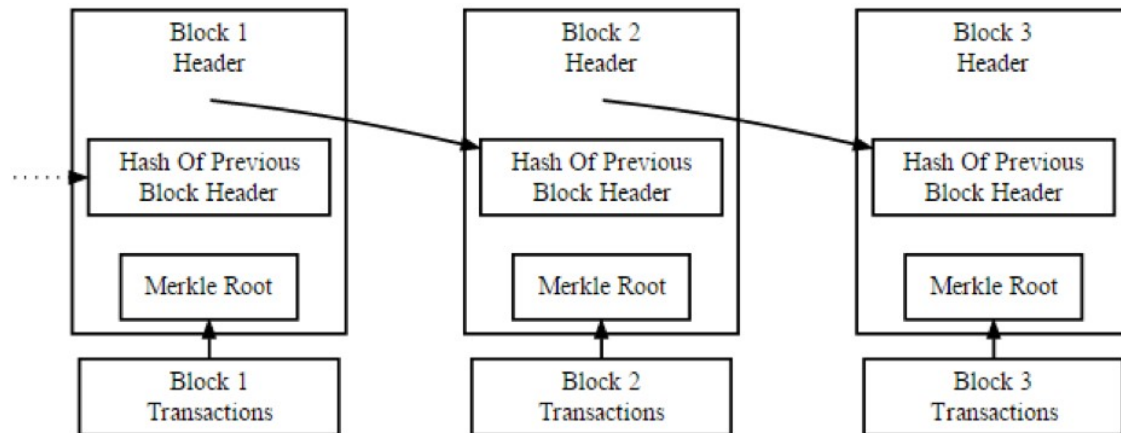 Block 1
Header
Hash Of Previous
Block Header
Merkle Root
Block 1
Transactions
Block 2
Header
Hash Of Previous
Block Header
Merkle Root
Block 2
Transactions
Block 3
Header
Hash Of Previous
Block Header
Merkle Root
Block 3
Transactions